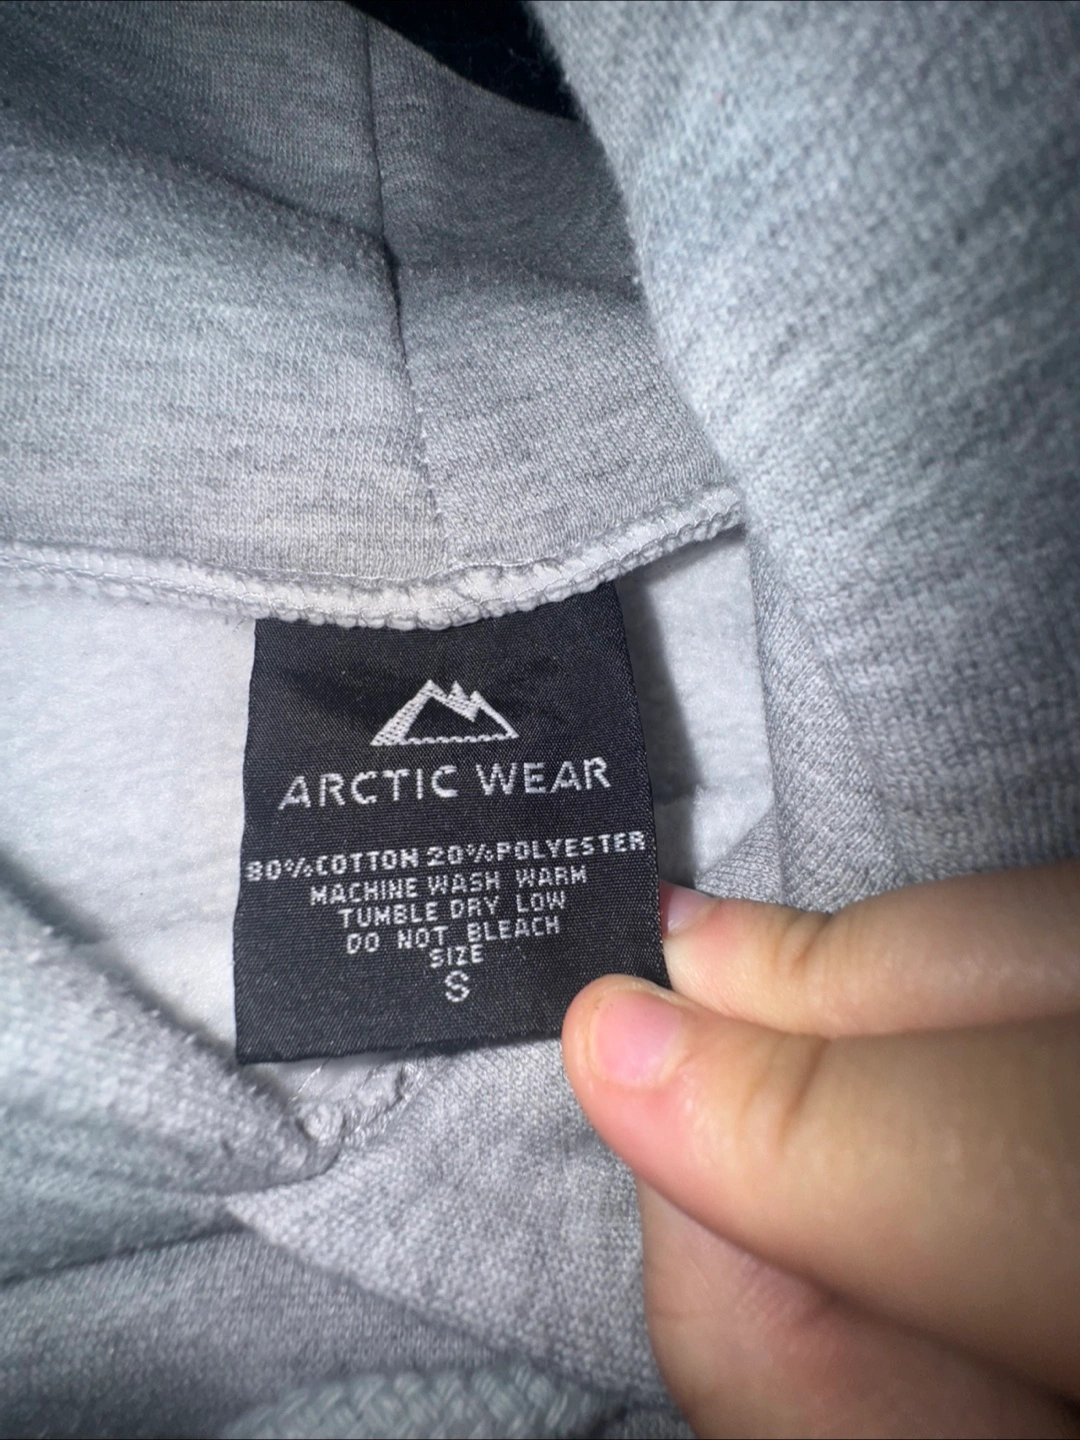 ARCTIC WEAR
80%COTTON 20%POLYESTER
MACHINE WASH WARM
TUMBLE DRY LOW
DO NOT BLEACH
SIZE
S